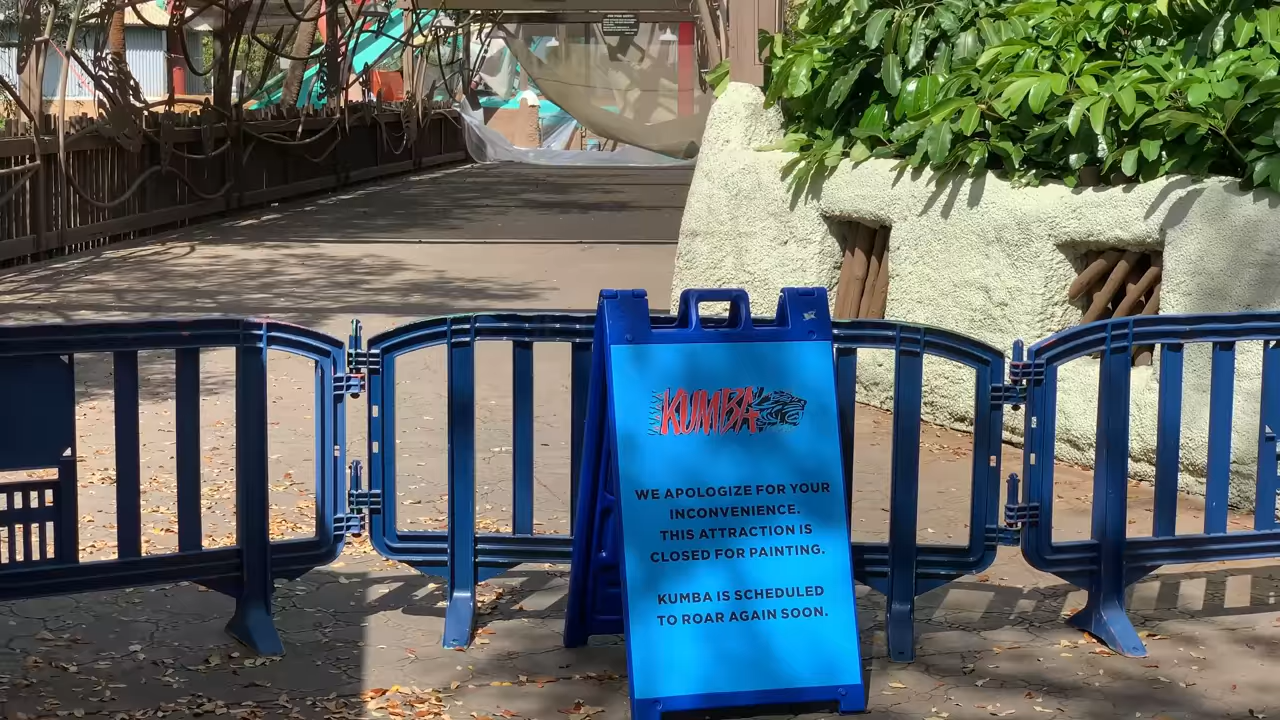 KUMBA
WE APOLOGIZE FOR YOUR
INCONVENIENCE.
THIS ATTRACTION IS
CLOSED FOR PAINTING.
KUMBA IS SCHEDULED
TO ROAR AGAIN SOON.